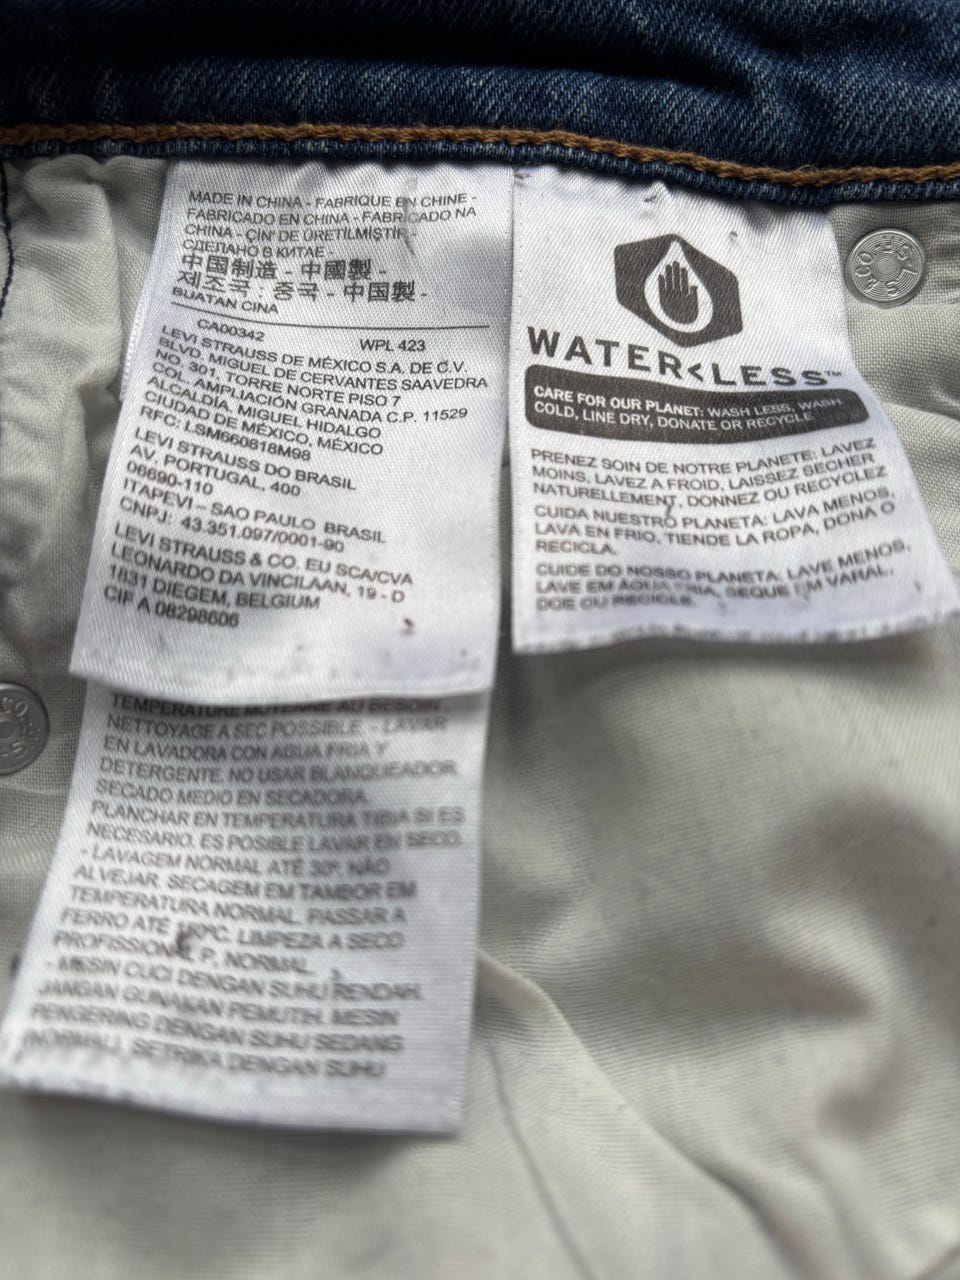 MADE IN CHINA - FABRIQUE EN CHINE -
FABRICADO EN CHINA - FABRICADO NA
CHINA - ÇİN' DE ÜRETİLMİŞTİR -
СДЕЛАНО В КИТАЕ -
中国制造 - 中國製 -
제조국 : 중국 - 中国製 -
BUATAN CINA
CA00342 WPL 423
LEVI STRAUSS DE MÉXICO S.A. DE C.V.
BLVD. MIGUEL DE CERVANTES SAAVEDRA
NO. 301, TORRE NORTE PISO 7
COL. AMPLIACIÓN GRANADA C.P. 11529
ALCALDÍA, MIGUEL HIDALGO
CIUDAD DE MÉXICO, MÉXICO
RFC: LSM660818M98
LEVI STRAUSS DO BRASIL
AV. PORTUGAL. 400
06690-110
ITAPEVI – SAO PAULO BRASIL
CNPJ: 43.351.097/0001-90
LEVI STRAUSS & CO. EU SCA/CVA
LEONARDO DA VINCILAAN, 19 - D
1831 DIEGEM, BELGIUM
CIF A 08298606
TEMPERATURE MOYENNE AU BESOIN.
NETTOYAGE A SEC POSSIBLE. - LAVAR
EN LAVADORA CON AGUA FRIA Y
DETERGENTE. NO USAR BLANQUEADOR,
SECADO MEDIO EN SECADORA.
PLANCHAR EN TEMPERATURA TIBIA SI ES
NECESARIO. ES POSIBLE LAVAR EN SECO.
- LAVAGEM NORMAL ATÉ 30º. NÃO
ALVEJAR. SECAGEM EM TAMBOR EM
TEMPERATURA NORMAL. PASSAR A
FERRO ATÉ LIMPEZA A SECO
PROFISSIONAL P, NORMAL
- MESIN CUCI DENGAN SUHU RENDAH.
JANGAN GUNAKAN PEMUTIH. MESIN
PENGERING DENGAN SUHU SEDANG
(NORMAL). SETRIKA DENGAN SUHU
WATER<LESS™
CARE FOR OUR PLANET: WASH LESS, WASH
COLD, LINE DRY, DONATE OR RECYCLE
PRENEZ SOIN DE NOTRE PLANETE: LAVEZ
MOINS, LAVEZ A FROID, LAISSEZ SECHER
NATURELLEMENT, DONNEZ OU RECYCLEZ
CUIDA NUESTRO PLANETA: LAVA MENOS,
LAVA EN FRIO, TIENDE LA ROPA, DONA O
RECICLA.
CUIDE DO NOSSO PLANETA: LAVE MENOS,
LAVE EM ÁGUA FRIA, SEQUE EM VARAL,
DOE OU RECICLE